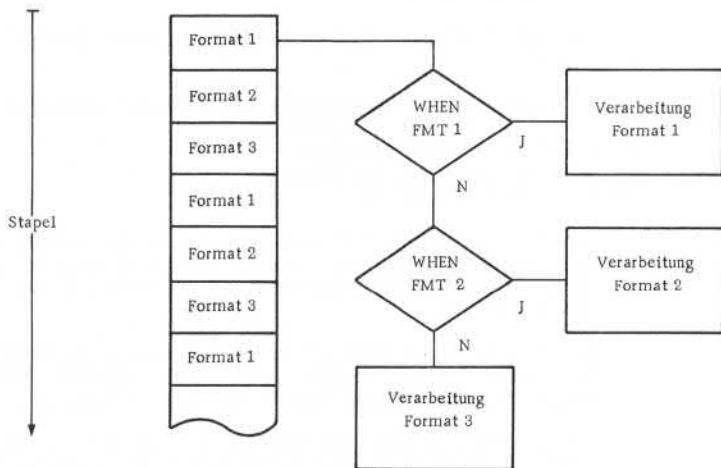 Stapel
Format 1
Format 2
Format 3
Format 1
Format 2
Format 3
Format 1
WHEN
FMT 1
J
N
Verarbeitung
Format 1
WHEN
FMT 2
J
N
Verarbeitung
Format 2
Verarbeitung
Format 3